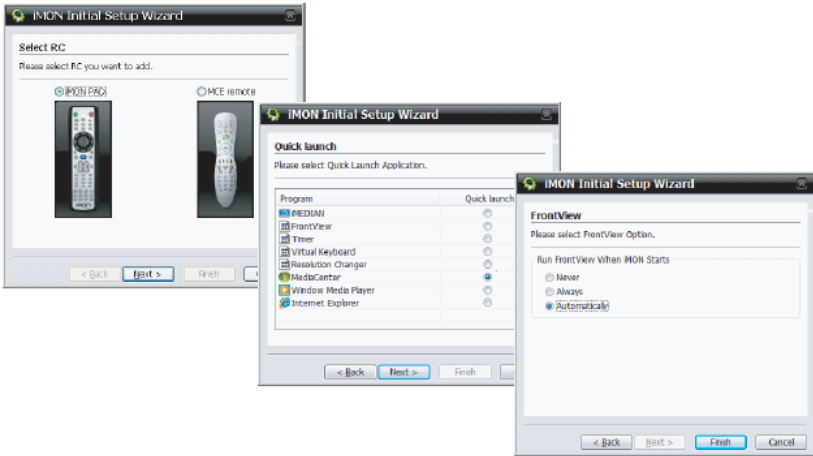 iMON Initial Setup Wizard
Select RC
Please select RC you want to add.
iMON PAD
MCE remote
< Back
Next >
Finish
iMON Initial Setup Wizard
Quick launch
Please select Quick Launch Application.
Program Quick launch
iMEDIAN
FrontView
Timer
Virtual Keyboard
Resolution Changer
MediaCenter
Window Media Player
Internet Explorer
< Back
Next >
Finish
iMON Initial Setup Wizard
FrontView
Please select FrontView Option.
Run FrontView When iMON Starts
Never
Always
Automatically
< Back
Next >
Finish
Cancel